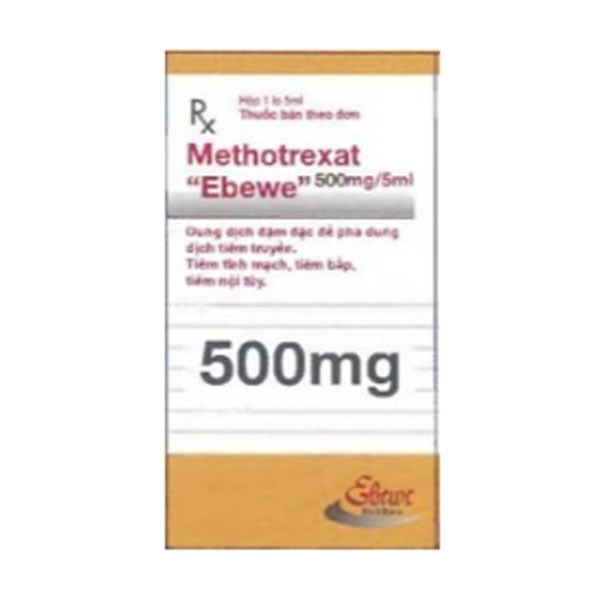 Rx
Hộp 1 lọ 5ml
Thuốc bán theo đơn
Methotrexat
“Ebewe” 500mg/5ml
Dung dịch đậm đặc để pha dung
dịch tiêm truyền.
Tiêm tĩnh mạch, tiêm bắp,
tiêm nội tủy.
500mg
Ebewe